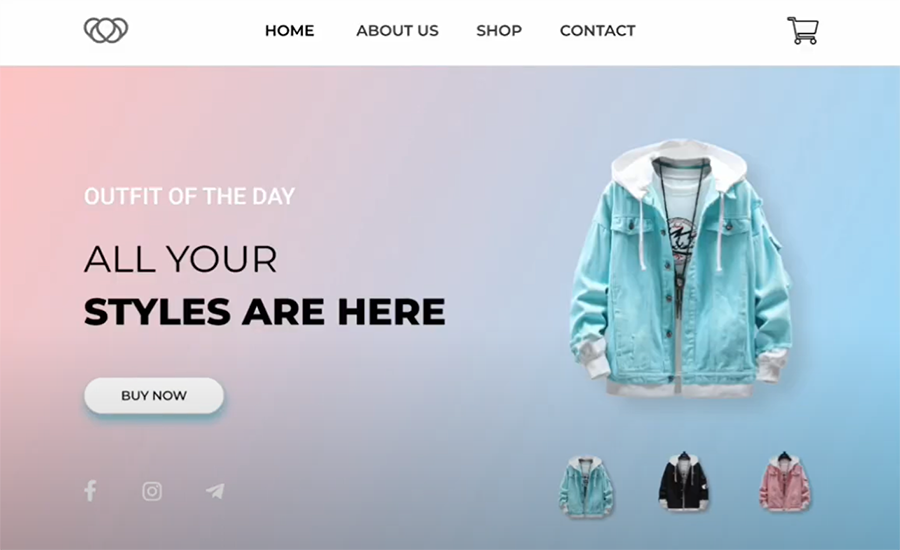 HOME ABOUT US SHOP CONTACT
OUTFIT OF THE DAY
ALL YOUR
STYLES ARE HERE
BUY NOW